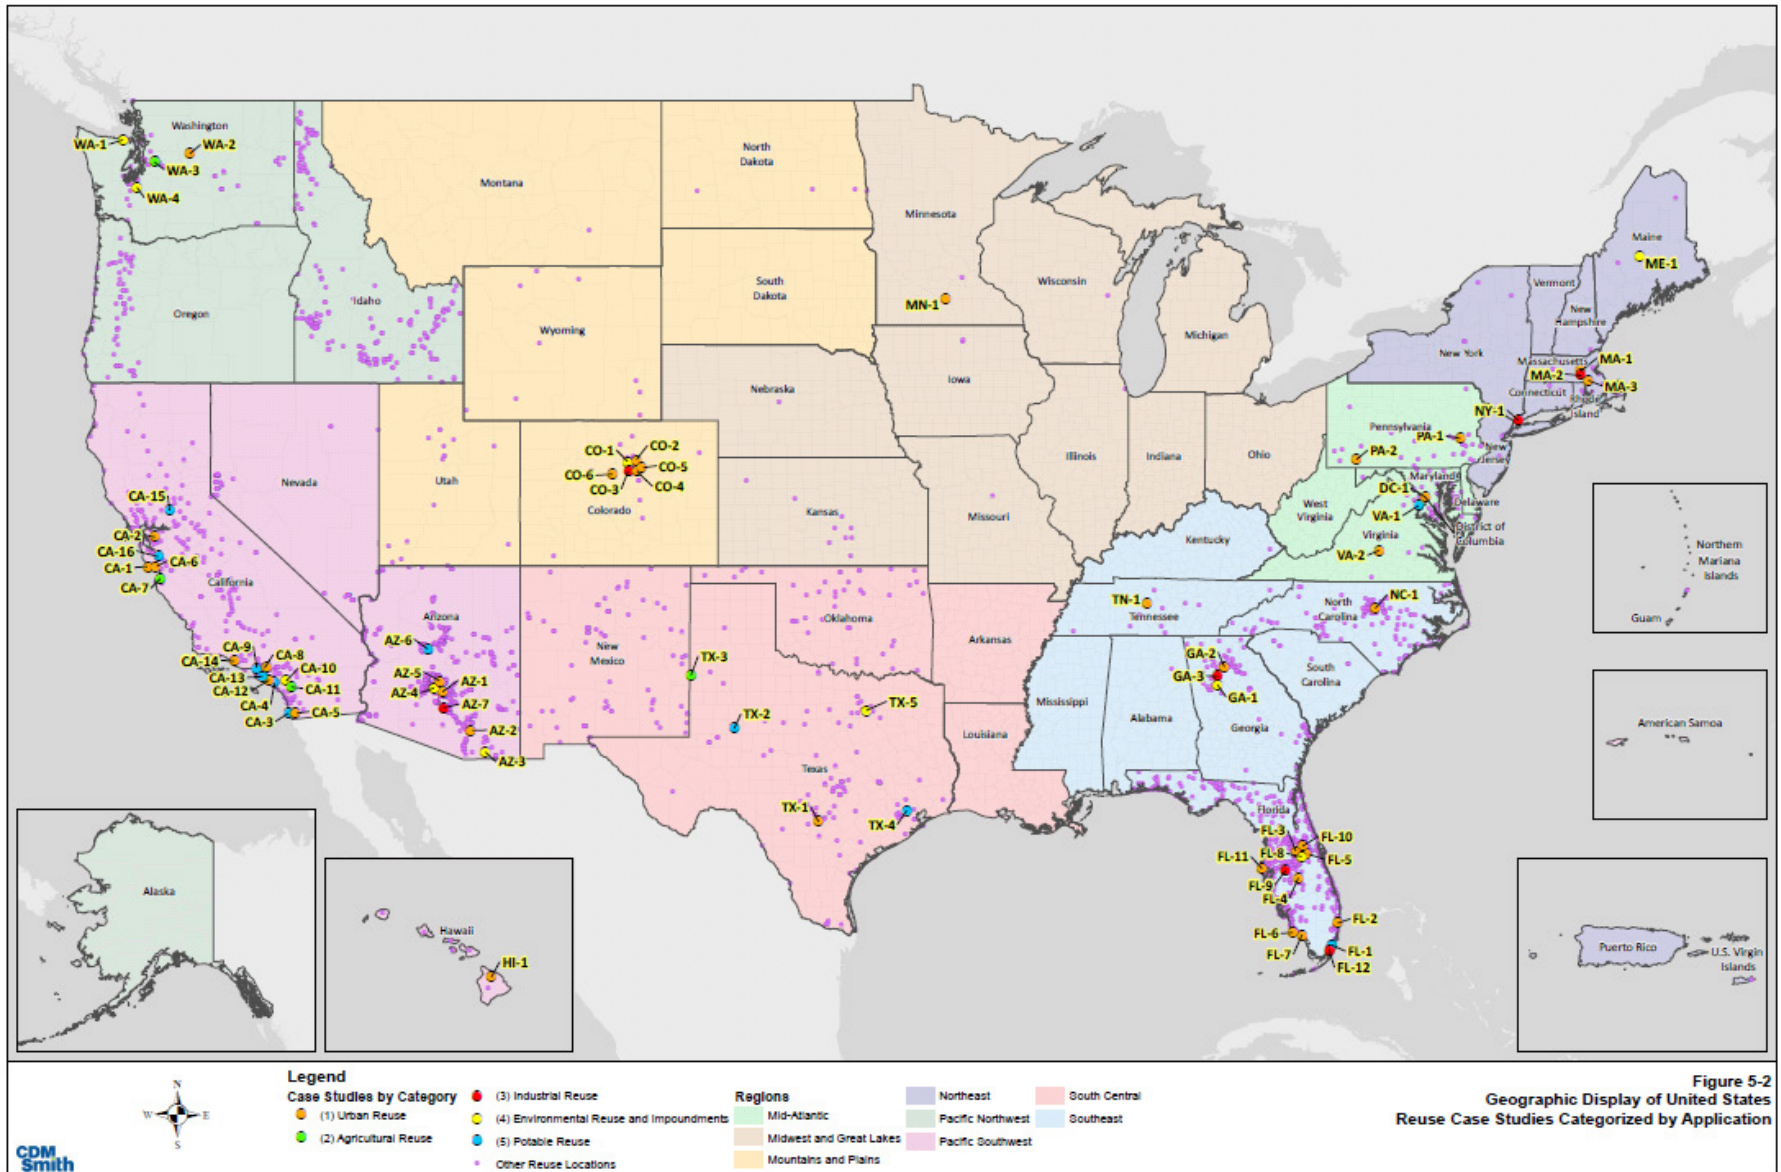 Washington
WA-1
WA-2
WA-3
WA-4
Montana
North
Dakota
Minnesota
Maine
ME-1
Oregon
Idaho
Wyoming
South
Dakota
MN-1
Wisconsin
Michigan
Vermont
New
Hampshire
New York
Massachusetts
MA-1
MA-2
MA-3
Connecticut
Rhode
Island
NY-1
Nebraska
Iowa
Pennsylvania
PA-1
PA-2
New
Jersey
Nevada
Utah
CO-1
CO-2
CO-5
CO-6
CO-3
CO-4
Colorado
Kansas
Missouri
Illinois
Indiana
Ohio
West
Virginia
Maryland
DC-1
Delaware
VA-1
District of
Columbia
Virginia
VA-2
Kentucky
CA-15
CA-2
CA-16
CA-6
CA-1
CA-7
California
CA-9
CA-8
CA-14
CA-10
CA-13
CA-12
CA-11
CA-4
CA-3
CA-5
Arizona
AZ-6
AZ-5
AZ-1
AZ-4
AZ-7
AZ-2
AZ-3
New
Mexico
Oklahoma
Arkansas
TX-3
TX-2
TX-5
Texas
TX-1
TX-4
Louisiana
TN-1
Tennessee
North
Carolina
NC-1
South
Carolina
GA-2
GA-3
GA-1
Mississippi
Alabama
Georgia
Florida
FL-3
FL-10
FL-8
FL-5
FL-11
FL-9
FL-4
FL-2
FL-6
FL-7
FL-1
FL-12
Northern
Mariana
Islands
Guam
American Samoa
Alaska
Hawaii
HI-1
Puerto Rico
U.S. Virgin
Islands
N
W E
S
CDM
Smith
Legend
Case Studies by Category
(1) Urban Reuse
(2) Agricultural Reuse
(3) Industrial Reuse
(4) Environmental Reuse and Impoundments
(5) Potable Reuse
Other Reuse Locations
Regions
Mid-Atlantic
Midwest and Great Lakes
Mountains and Plains
Northeast
Pacific Northwest
Pacific Southwest
South Central
Southeast
Figure 5-2
Geographic Display of United States
Reuse Case Studies Categorized by Application